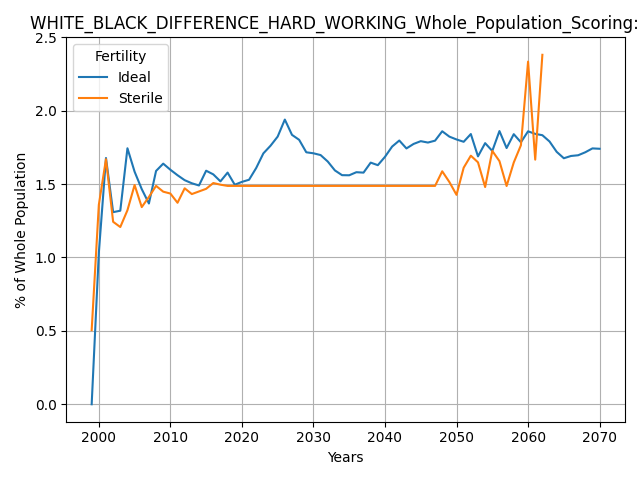 WHITE_BLACK_DIFFERENCE_HARD_WORKING_Whole_Population_Scoring:
Fertility
Ideal
Sterile
% of Whole Population
2.5
2.0
1.5
1.0
0.5
0.0
2000 2010 2020 2030 2040 2050 2060 2070
Years